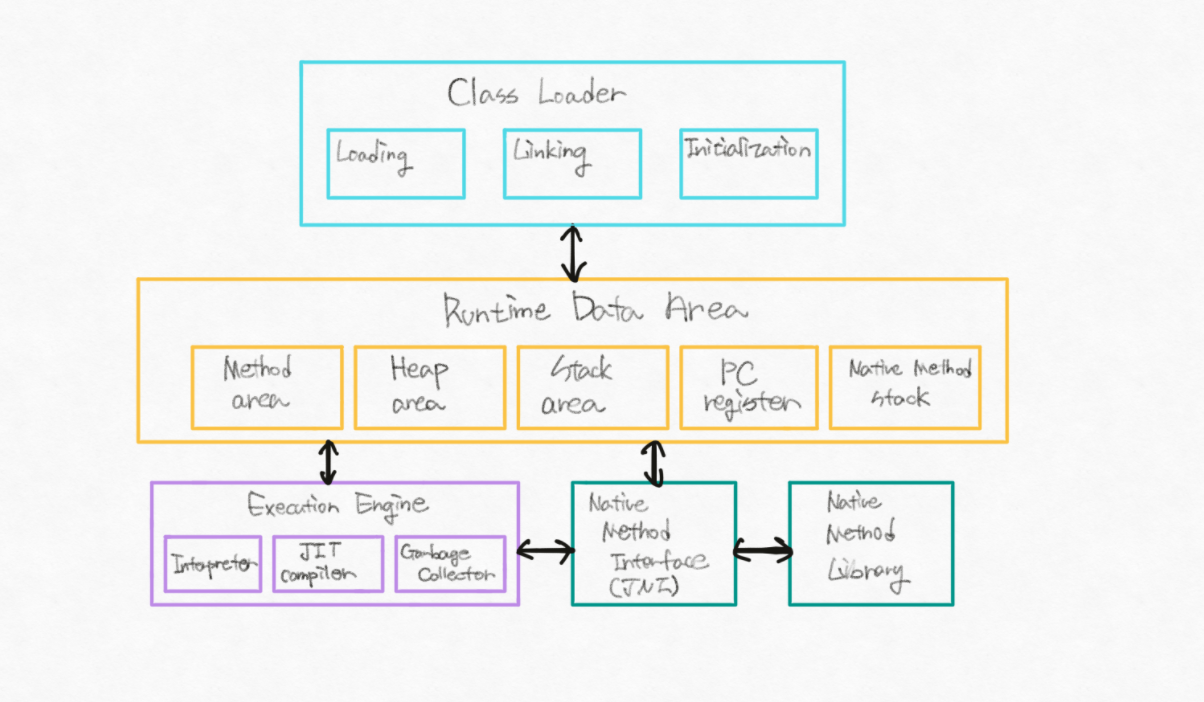 Class Loader
Loading
Linking
Initialization
Runtime Data Area
Method
area
Heap
area
Stack
area
PC
register
Native Method
Stack
Execution Engine
Interpreter
JIT
compiler
Garbage
Collector
Native
Method
Interface
(JNI)
Native
Method
Library